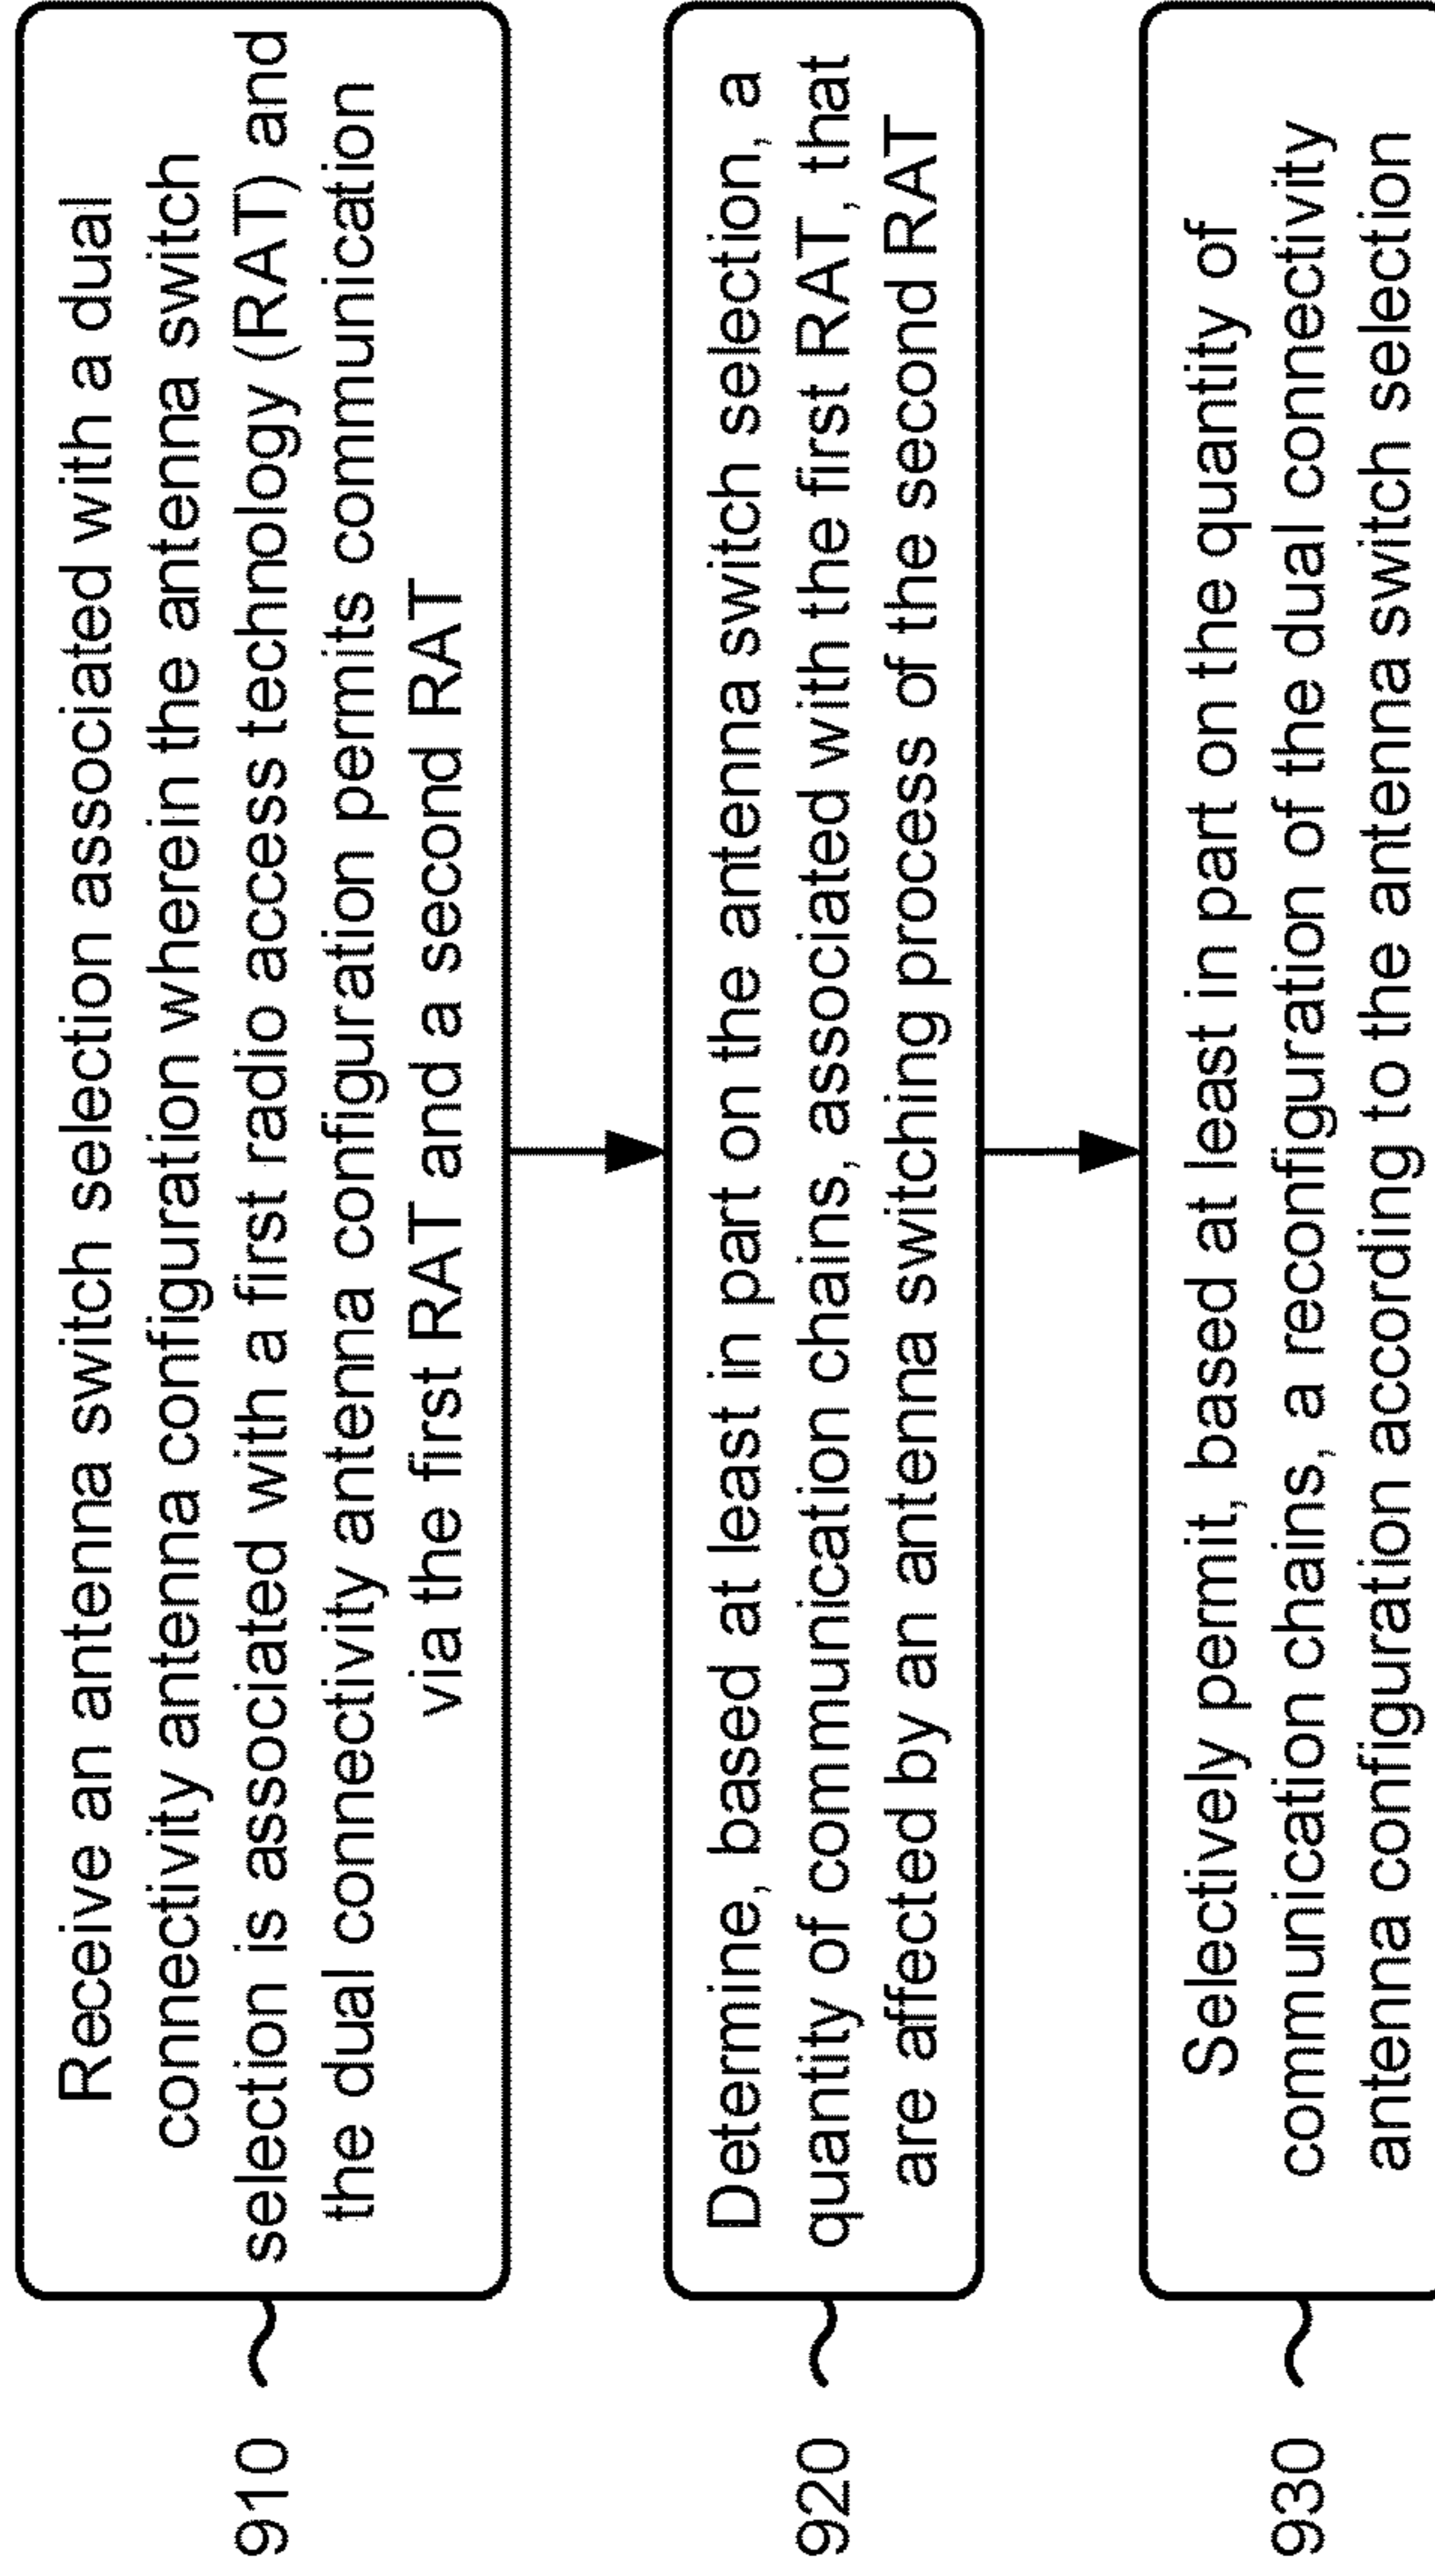 910
Receive an antenna switch selection associated with a dual
connectivity antenna configuration wherein the antenna switch
selection is associated with a first radio access technology (RAT) and
the dual connectivity antenna configuration permits communication
via the first RAT and a second RAT
920
Determine, based at least in part on the antenna switch selection, a
quantity of communication chains, associated with the first RAT, that
are affected by an antenna switching process of the second RAT
930
Selectively permit, based at least in part on the quantity of
communication chains, a reconfiguration of the dual connectivity
antenna configuration according to the antenna switch selection